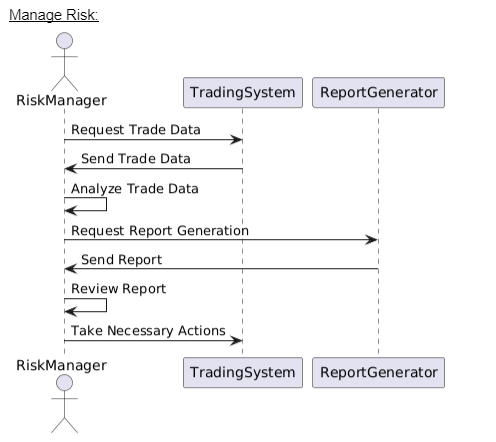 Manage Risk:
RiskManager
TradingSystem
ReportGenerator
Request Trade Data
Send Trade Data
Analyze Trade Data
Request Report Generation
Send Report
Review Report
Take Necessary Actions
RiskManager
TradingSystem
ReportGenerator